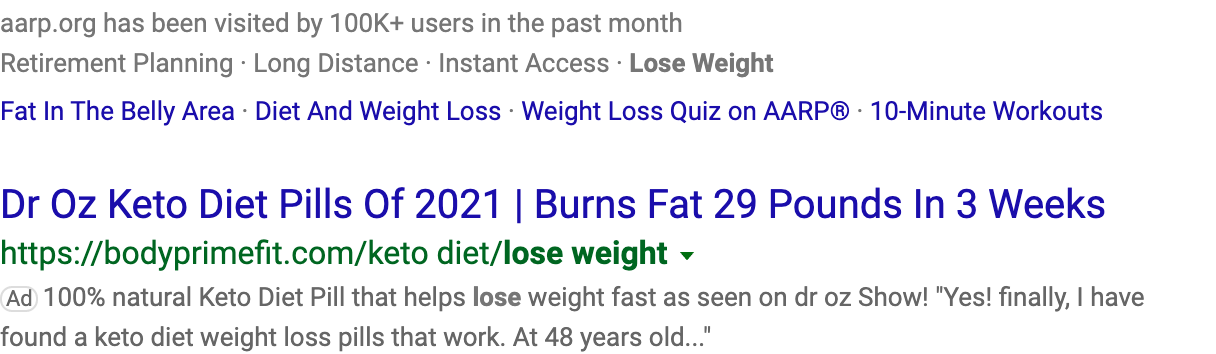 aarp.org has been visited by 100K+ users in the past month
Retirement Planning · Long Distance · Instant Access · Lose Weight
Fat In The Belly Area · Diet And Weight Loss · Weight Loss Quiz on AARP® · 10-Minute Workouts
Dr Oz Keto Diet Pills Of 2021 | Burns Fat 29 Pounds In 3 Weeks
https://bodyprimefit.com/keto diet/lose weight
Ad 100% natural Keto Diet Pill that helps lose weight fast as seen on dr oz Show! "Yes! finally, I have
found a keto diet weight loss pills that work. At 48 years old..."